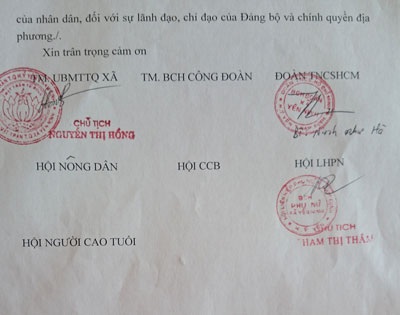 của nhân dân, đối với sự lãnh đạo, chỉ đạo của Đảng bộ và chính quyền địa
phương./.
Xin trân trọng cảm ơn
TM. UBMTTQ XÃ TM. BCH CÔNG ĐOÀN ĐOÀN TNCSHCM
CHỦ TỊCH
NGUYỄN THỊ HỒNG
HỘI NÔNG DÂN HỘI CCB HỘI LHPN
CHỦ TỊCH
THỊ
HỘI NGƯỜI CAO TUỔI